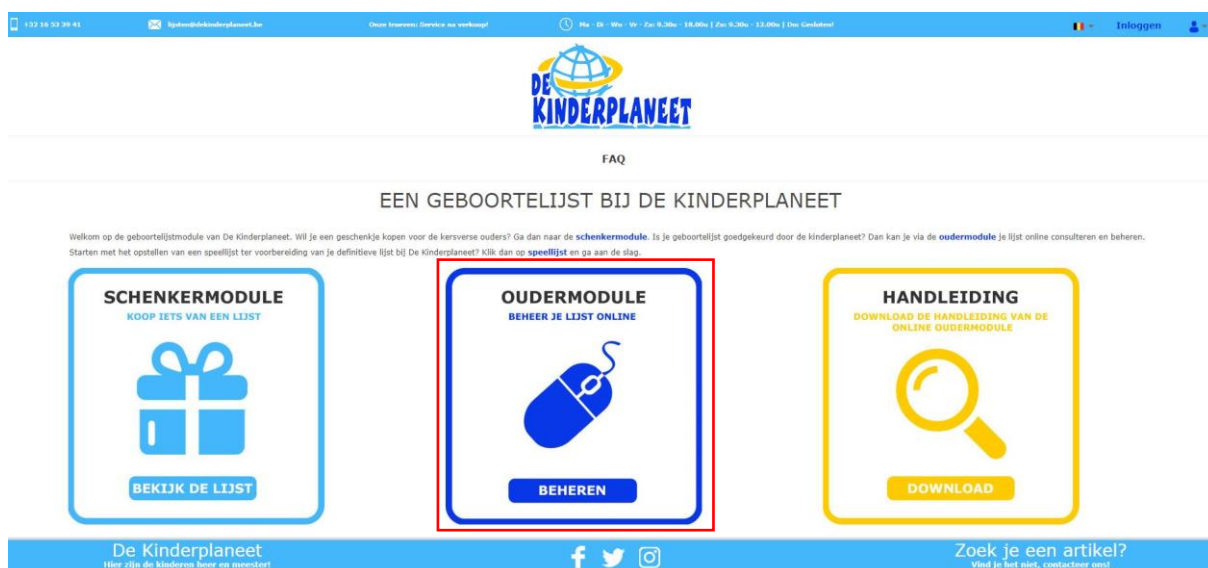 +32 16 53 39 41
lijsten@dekinderplaneet.be
Onze troeven: Service na verkoop!
Ma - Di - Wo - Vr - Za: 9.30u - 18.00u | Zo: 9.30u - 13.00u | Do: Gesloten!
Inloggen
DE
KINDERPLANEET
FAQ
EEN GEBOORTELIJST BIJ DE KINDERPLANEET
Welkom op de geboortelijstmodule van De Kinderplaneet. Wil je een geschenkje kopen voor de kersverse ouders? Ga dan naar de schenkermodule. Is je geboortelijst goedgekeurd door de kinderplaneet? Dan kan je via de oudermodule je lijst online consulteren en beheren.
Starten met het opstellen van een speellijst ter voorbereiding van je definitieve lijst bij De Kinderplaneet? Klik dan op speellijst en ga aan de slag.
SCHENKERMODULE
KOOP IETS VAN EEN LIJST
BEKIJK DE LIJST
OUDERMODULE
BEHEER JE LIJST ONLINE
BEHEREN
HANDLEIDING
DOWNLOAD DE HANDLEIDING VAN DE
ONLINE OUDERMODULE
DOWNLOAD
De Kinderplaneet
Hier zijn de kinderen heer en meester!
Zoek je een artikel?
Vind je het niet, contacteer ons!